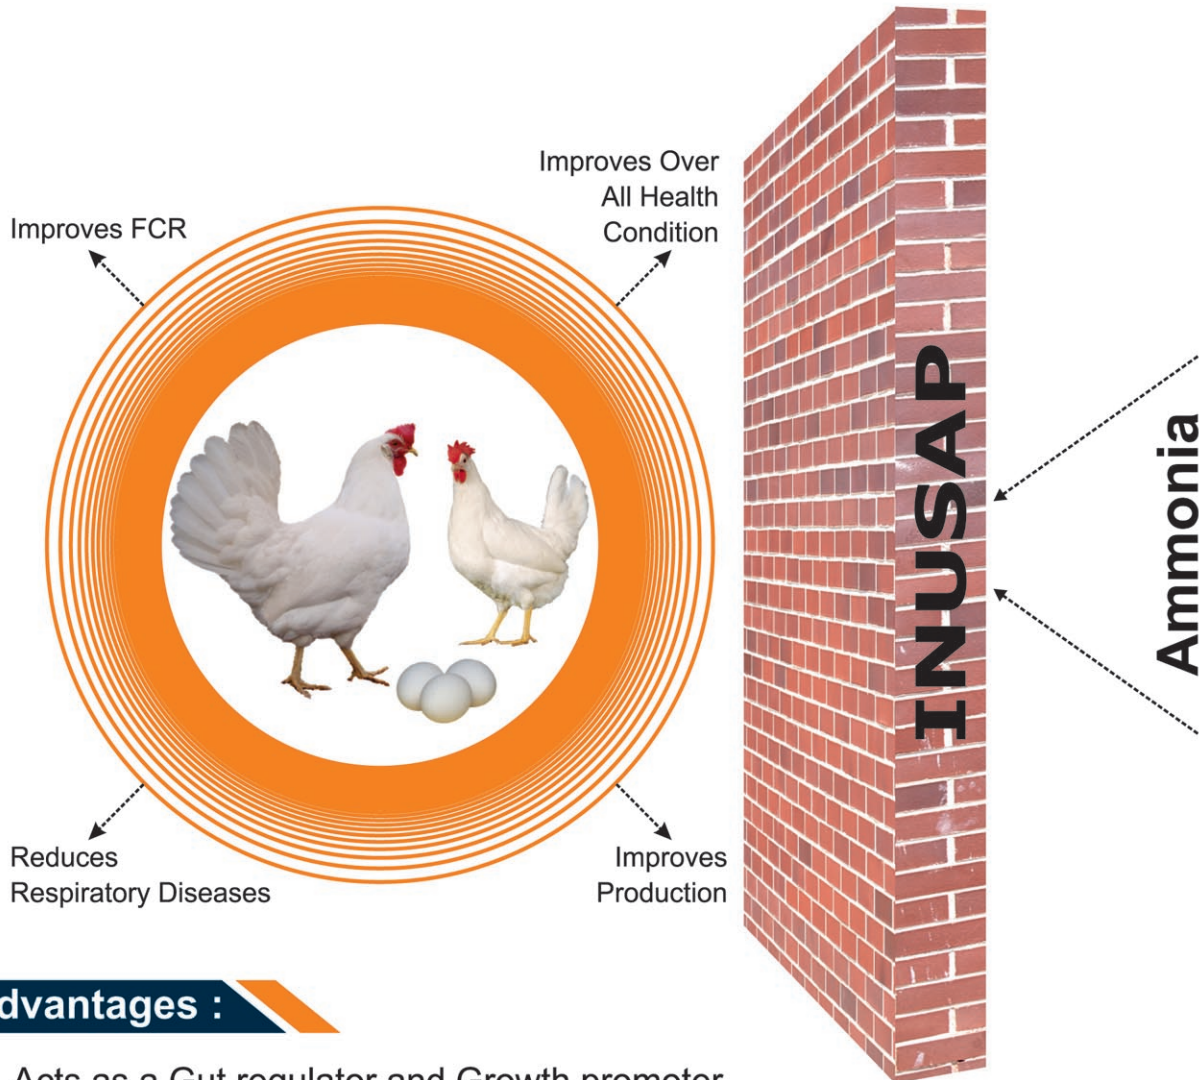 Improves Over
All Health
Condition
Improves FCR
INUSAP
Ammonia
Reduces
Respiratory Diseases
Improves
Production
dvantages :
Acts as a Gut regulator and Growth promoter